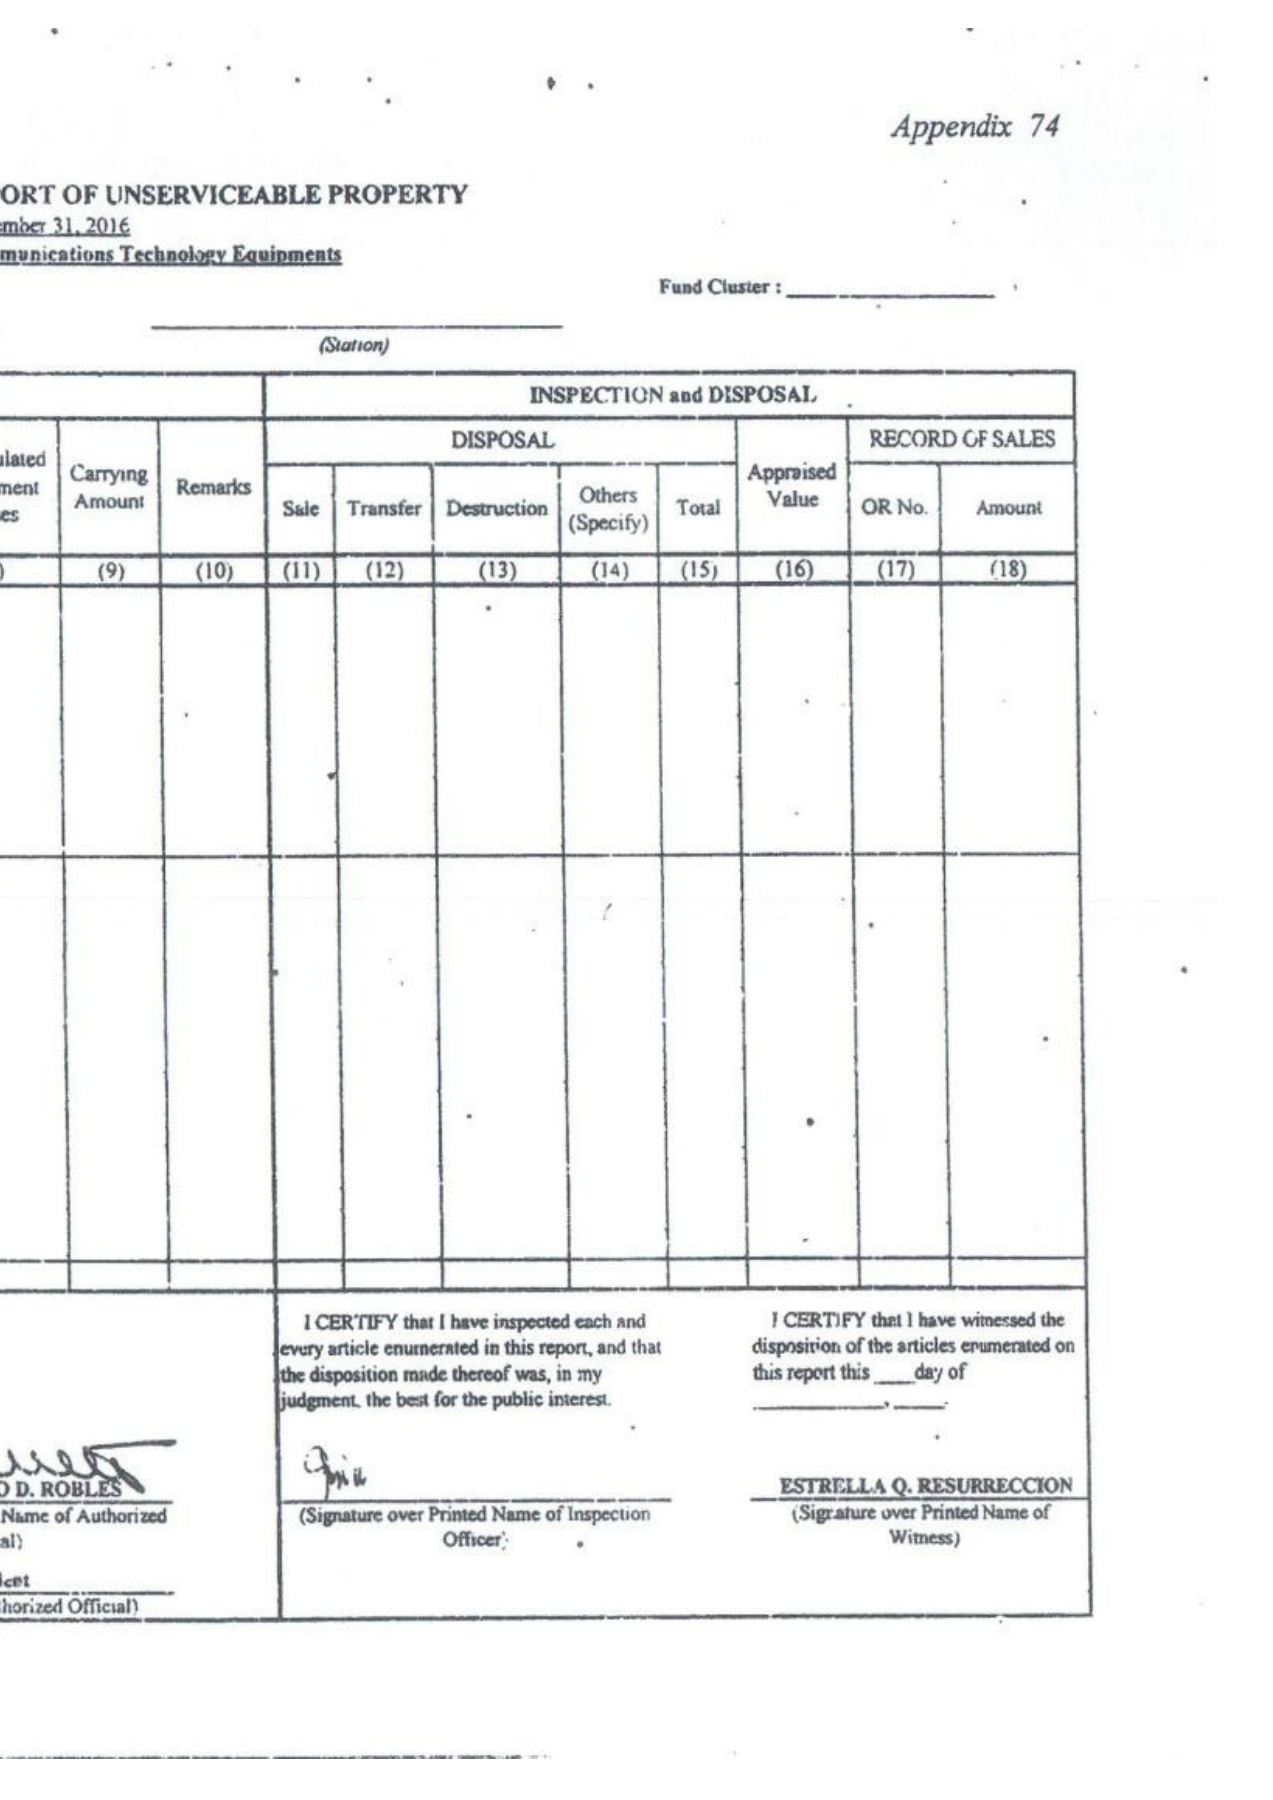 Appendix 74
ORT OF UNSERVICEABLE PROPERTY
ember 31, 2016
munications Technology Equipments
Fund Cluster :
(Station)
INSPECTION and DISPOSAL
DISPOSAL
RECORD OF SALES
ulated
ment
es
Carrying
Amount
Remarks
Sale
Transfer
Destruction
Others
(Specify)
Total
Appraised
Value
OR No.
Amount
) (9) (10) (11) (12) (13) (14) (15) (16) (17) (18)
I CERTIFY that I have inspected each and
every article enumerated in this report, and that
the disposition made thereof was, in my
judgment, the best for the public interest.
I CERTIFY that I have witnessed the
disposition of the articles enumerated on
this report this ____day of
__________, ____.
O D. ROBLES
Name of Authorized
al)
horized Official)
(Signature over Printed Name of Inspection
Officer)
ESTRELLA Q. RESURRECCION
(Signature over Printed Name of
Witness)